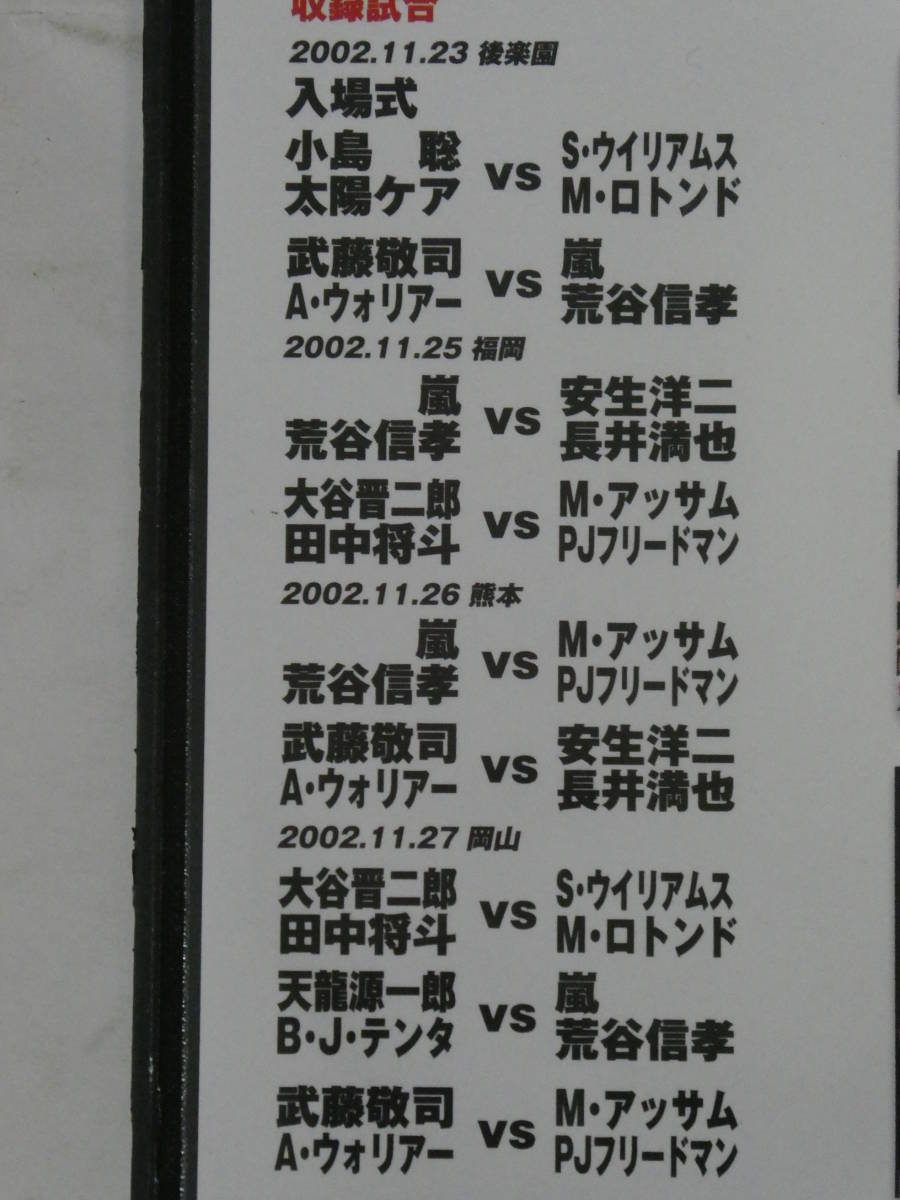 収録試合
2002.11.23 後楽園
入場式
小島 聡 vs S・ウイリアムス
太陽ケア M・ロトンド
武藤敬司 vs 嵐
A・ウォリアー 荒谷信孝
2002.11.25 福岡
嵐 vs 安生洋二
荒谷信孝 長井満也
大谷晋二郎 vs M・アッサム
田中将斗 PJフリードマン
2002.11.26 熊本
嵐 vs M・アッサム
荒谷信孝 PJフリードマン
武藤敬司 vs 安生洋二
A・ウォリアー 長井満也
2002.11.27 岡山
大谷晋二郎 vs S・ウイリアムス
田中将斗 M・ロトンド
天龍源一郎 vs 嵐
B・J・テンタ 荒谷信孝
武藤敬司 vs M・アッサム
A・ウォリアー PJフリードマン